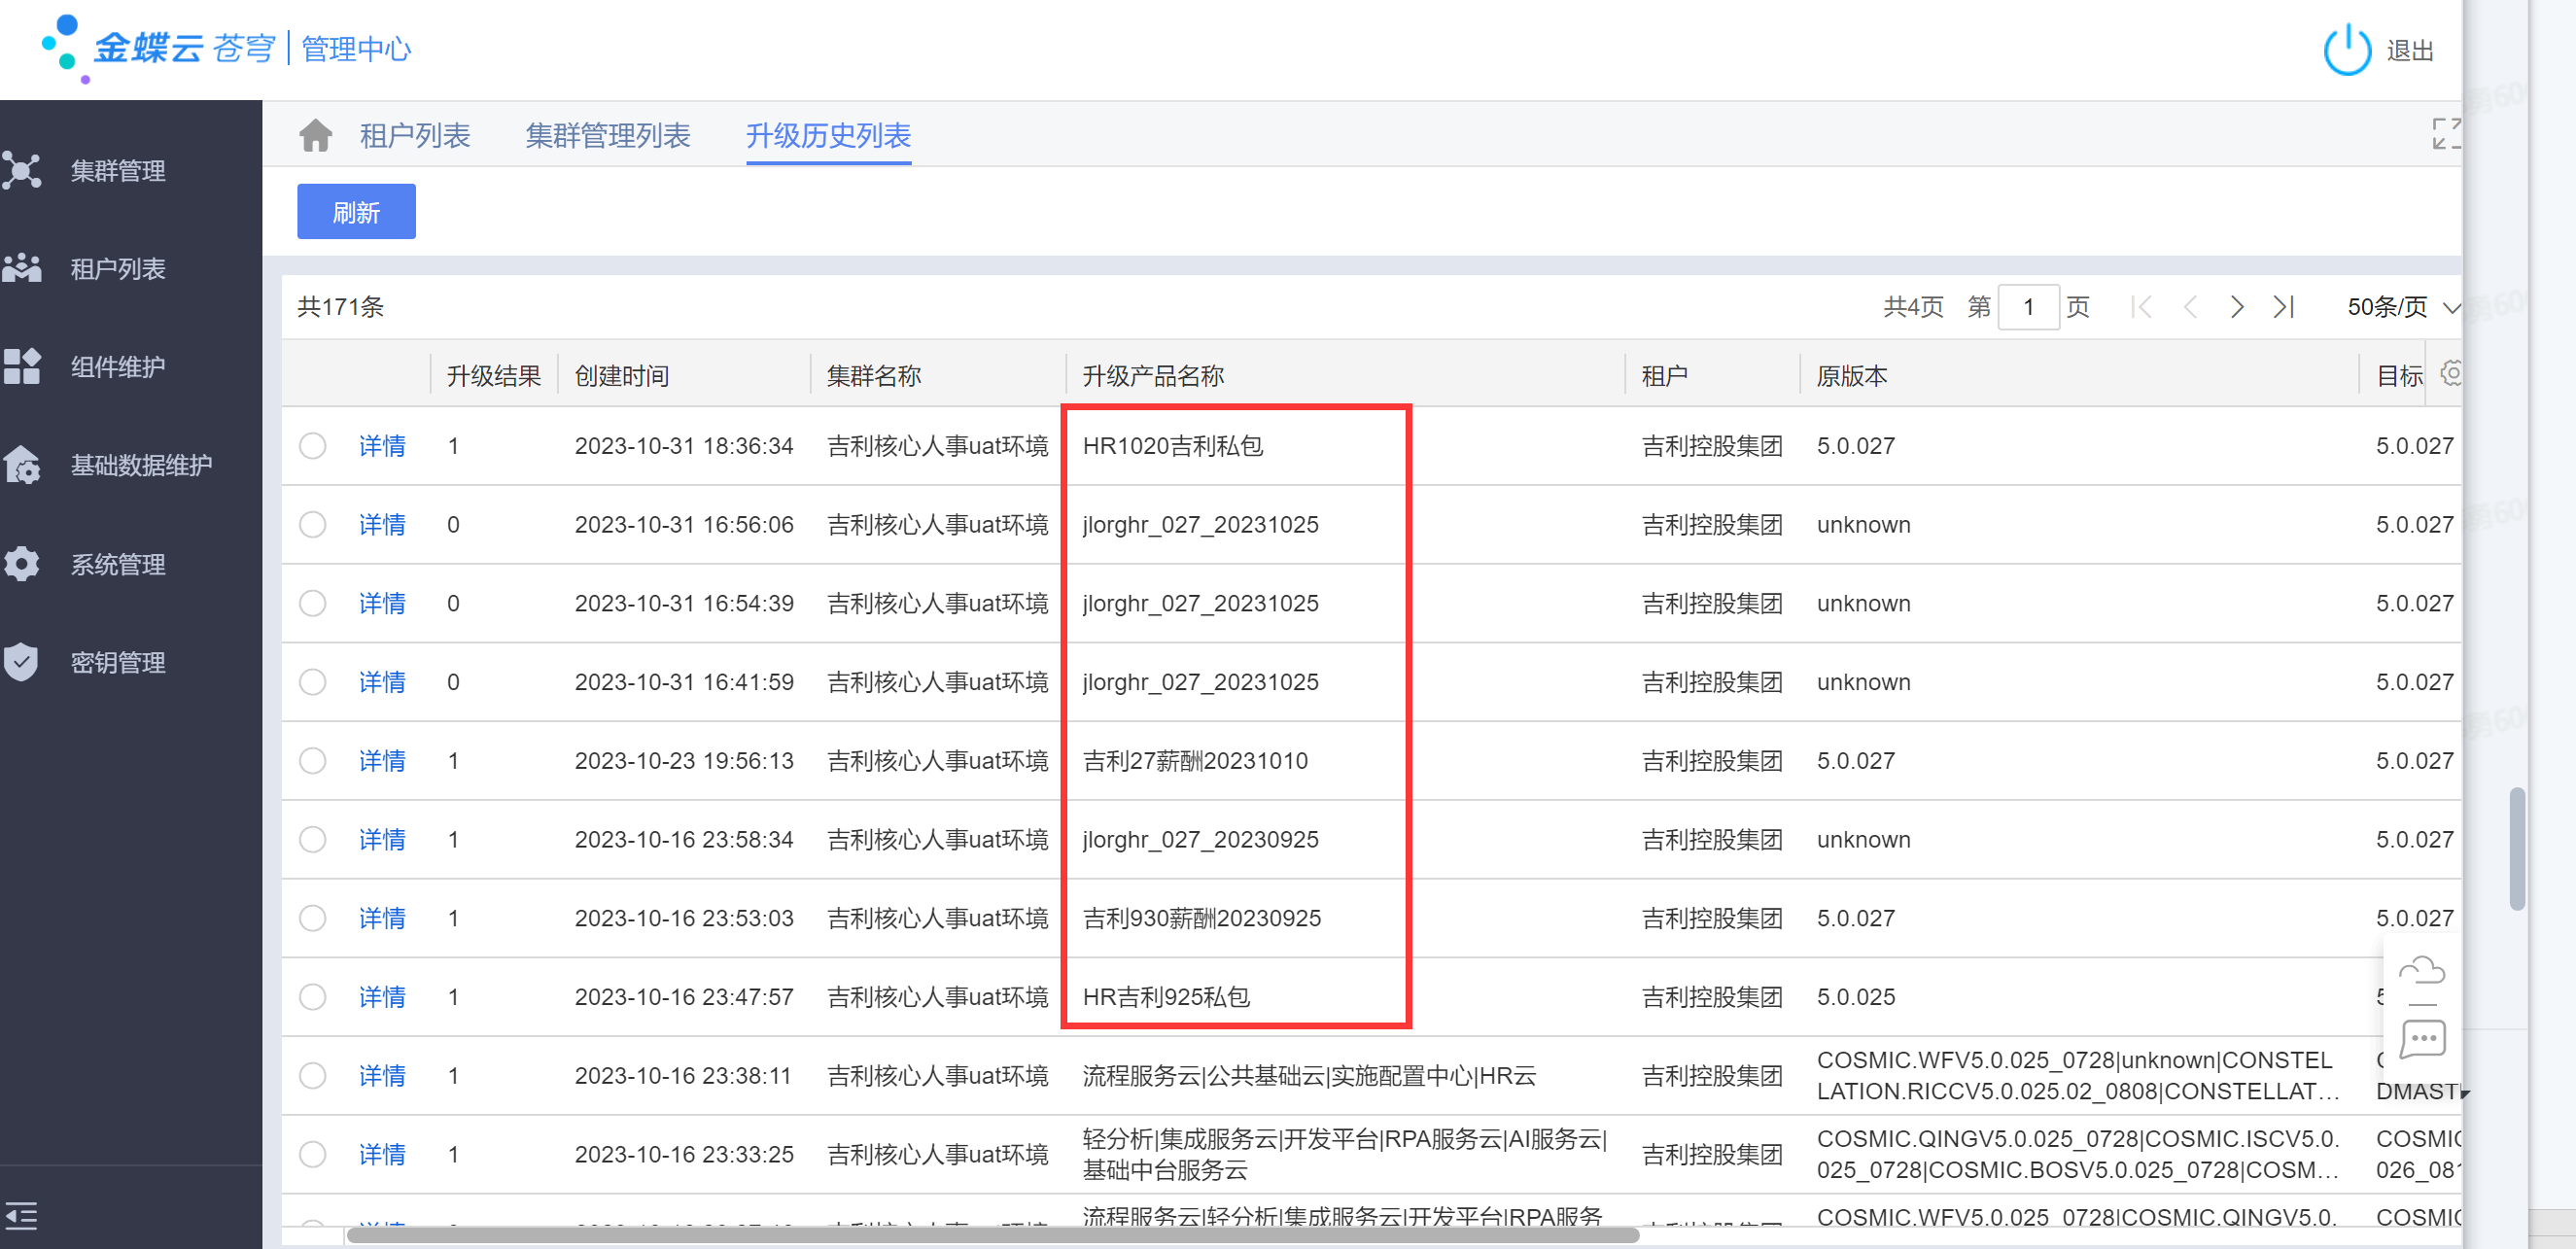 金蝶云 苍穹 | 管理中心
退出
集群管理
租户列表
组件维护
基础数据维护
系统管理
密钥管理
租户列表 集群管理列表 升级历史列表
刷新
共171条
共4页 第 1 页
50条/页
升级结果 创建时间 集群名称 升级产品名称 租户 原版本 目标
详情 1 2023-10-31 18:36:34 吉利核心人事uat环境 HR1020吉利私包 吉利控股集团 5.0.027 5.0.027
详情 0 2023-10-31 16:56:06 吉利核心人事uat环境 jlorghr_027_20231025 吉利控股集团 unknown 5.0.027
详情 0 2023-10-31 16:54:39 吉利核心人事uat环境 jlorghr_027_20231025 吉利控股集团 unknown 5.0.027
详情 0 2023-10-31 16:41:59 吉利核心人事uat环境 jlorghr_027_20231025 吉利控股集团 unknown 5.0.027
详情 1 2023-10-23 19:56:13 吉利核心人事uat环境 吉利27薪酬20231010 吉利控股集团 5.0.027 5.0.027
详情 1 2023-10-16 23:58:34 吉利核心人事uat环境 jlorghr_027_20230925 吉利控股集团 unknown 5.0.027
详情 1 2023-10-16 23:53:03 吉利核心人事uat环境 吉利930薪酬20230925 吉利控股集团 5.0.027 5.0.027
详情 1 2023-10-16 23:47:57 吉利核心人事uat环境 HR吉利925私包 吉利控股集团 5.0.025
详情 1 2023-10-16 23:38:11 吉利核心人事uat环境 流程服务云|公共基础云|实施配置中心|HR云 吉利控股集团 COSMIC.WFV5.0.025_0728|unknown|CONSTEL
LATION.RICCV5.0.025.02_0808|CONSTELLAT... DMAST
详情 1 2023-10-16 23:33:25 吉利核心人事uat环境 轻分析|集成服务云|开发平台|RPA服务云|AI服务云| 吉利控股集团 COSMIC.QINGV5.0.025_0728|COSMIC.ISCV5.0. COSMIC
基础中台服务云 025_0728|COSMIC.BOSV5.0.025_0728|COSM... 026_081
流程服务云|轻分析|集成服务云|开发平台|RPA服务 COSMIC.WFV5.0.025_0728|COSMIC.QINGV5.0. COSMIC